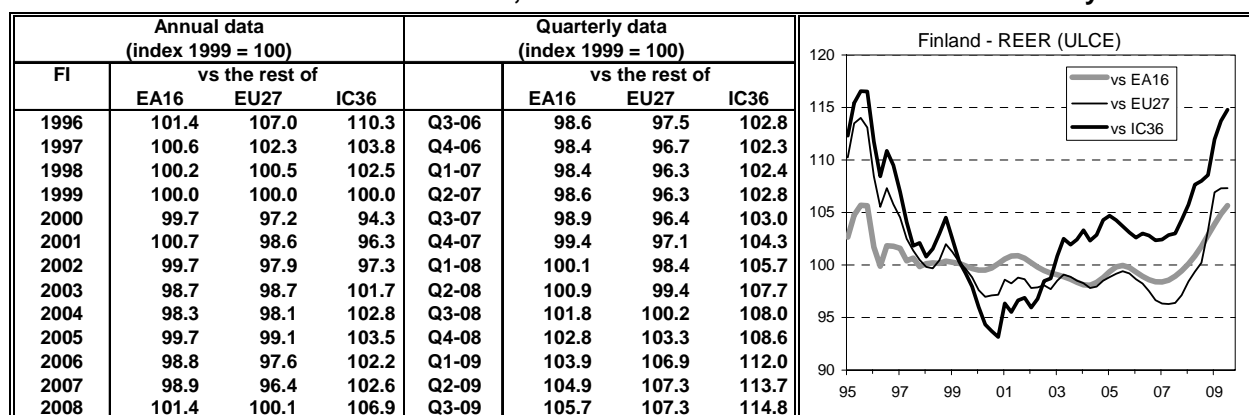 Annual data Quarterly data
(index 1999 = 100) (index 1999 = 100)
FI vs the rest of vs the rest of
EA16 EU27 IC36 EA16 EU27 IC36
1996 101.4 107.0 110.3 Q3-06 98.6 97.5 102.8
1997 100.6 102.3 103.8 Q4-06 98.4 96.7 102.3
1998 100.2 100.5 102.5 Q1-07 98.4 96.3 102.4
1999 100.0 100.0 100.0 Q2-07 98.6 96.3 102.8
2000 99.7 97.2 94.3 Q3-07 98.9 96.4 103.0
2001 100.7 98.6 96.3 Q4-07 99.4 97.1 104.3
2002 99.7 97.9 97.3 Q1-08 100.1 98.4 105.7
2003 98.7 98.7 101.7 Q2-08 100.9 99.4 107.7
2004 98.3 98.1 102.8 Q3-08 101.8 100.2 108.0
2005 99.7 99.1 103.5 Q4-08 102.8 103.3 108.6
2006 98.8 97.6 102.2 Q1-09 103.9 106.9 112.0
2007 98.9 96.4 102.6 Q2-09 104.9 107.3 113.7
2008 101.4 100.1 106.9 Q3-09 105.7 107.3 114.8
Finland - REER (ULCE)
vs EA16
vs EU27
vs IC36
120
115
110
105
100
95
90
95 97 99 01 03 05 07 09